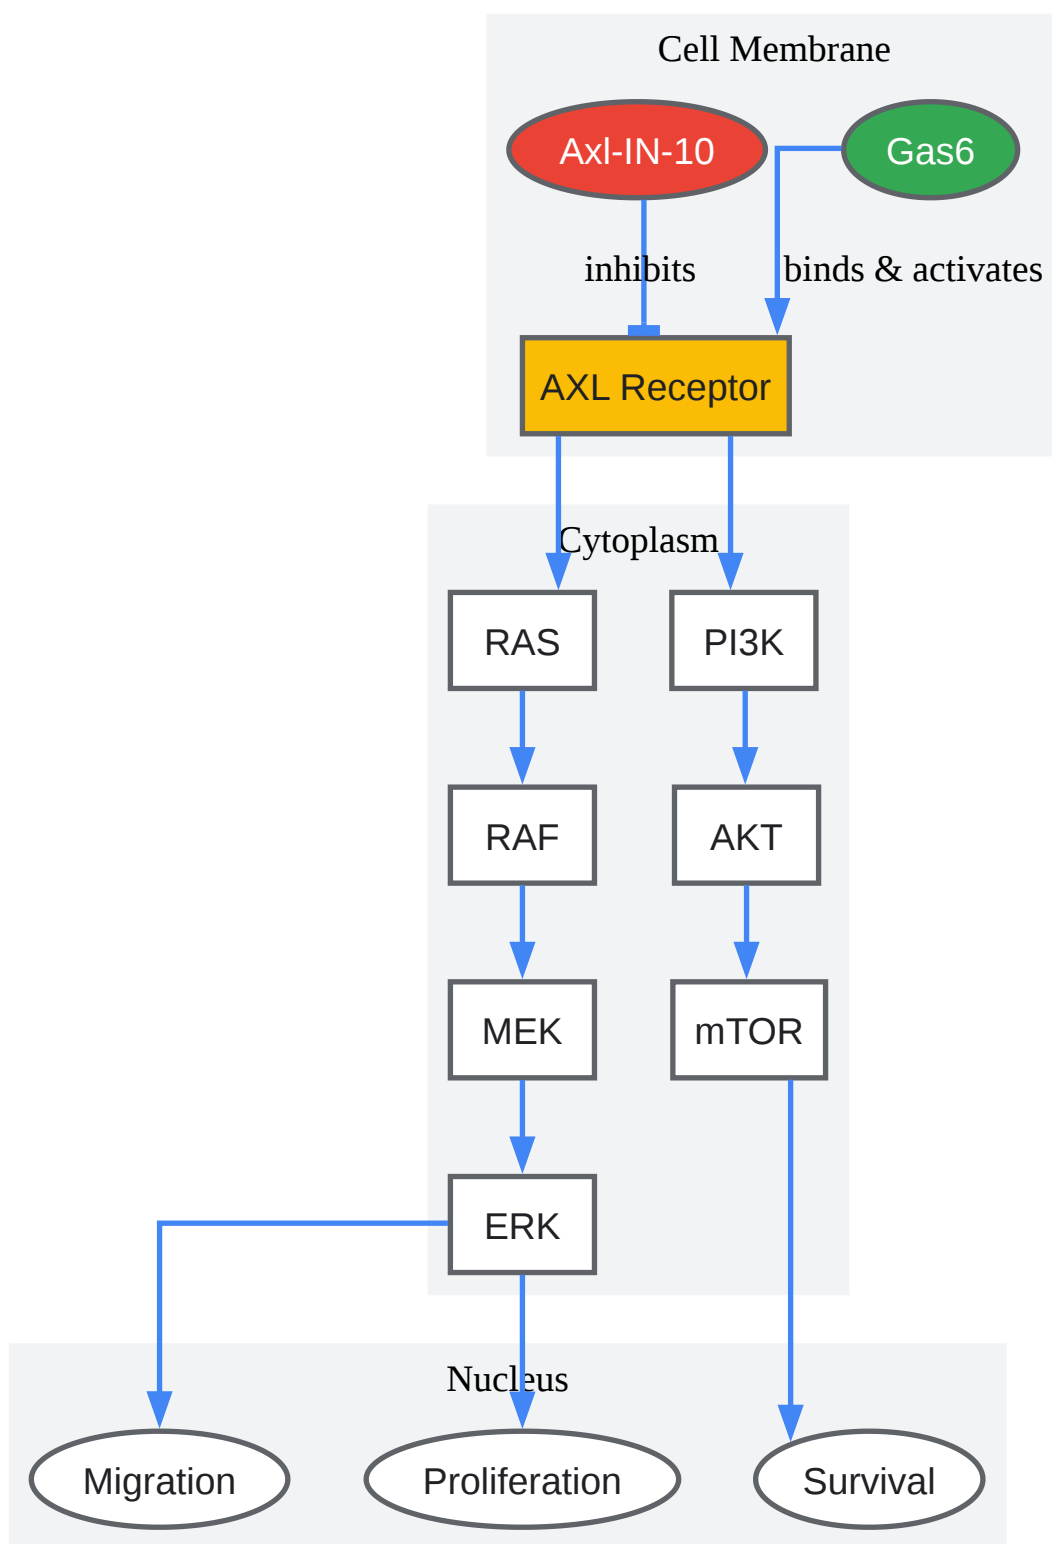 Cell Membrane
Axl-IN-10
Gas6
inhibits
binds & activates
AXL Receptor
Cytoplasm
RAS
PI3K
RAF
AKT
MEK
mTOR
ERK
Nucleus
Migration
Proliferation
Survival